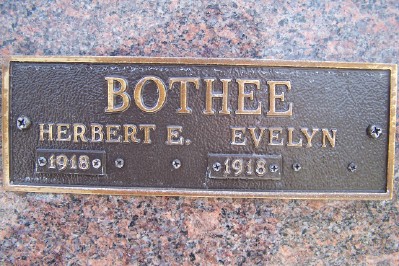 BOTHEE
HERBERT E. EVELYN
1918 1918